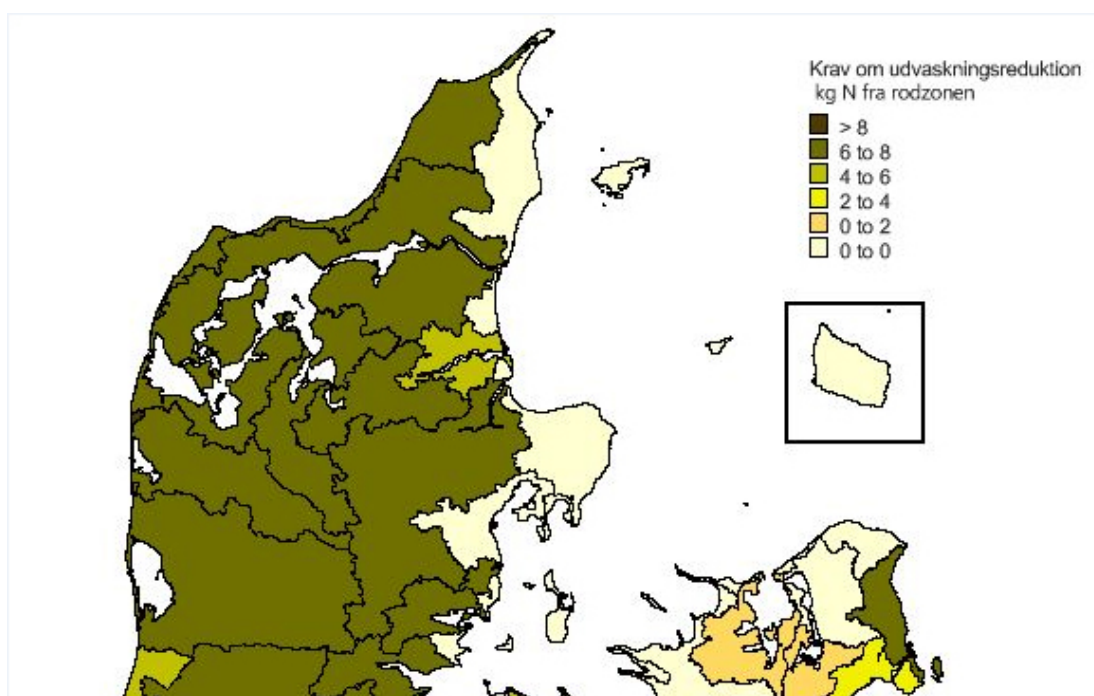 Krav om udvaskningsreduktion
kg N fra rodzonen
> 8
6 to 8
4 to 6
2 to 4
0 to 2
0 to 0